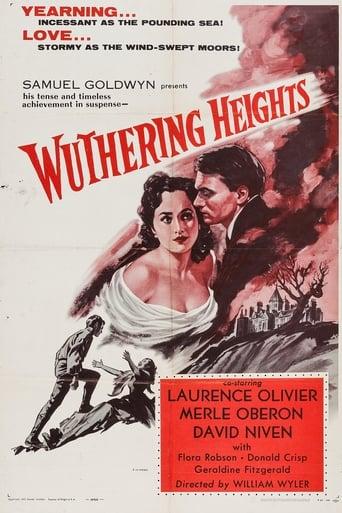 YEARNING...
INCESSANT AS THE POUNDING SEA!
LOVE...
STORMY AS THE WIND-SWEPT MOORS!
SAMUEL GOLDWYN presents
his tense and timeless
achievement in suspense—
WUTHERING HEIGHTS
co-starring
LAURENCE OLIVIER
MERLE OBERON
DAVID NIVEN
with
Flora Robson · Donald Crisp
Geraldine Fitzgerald
Directed by WILLIAM WYLER